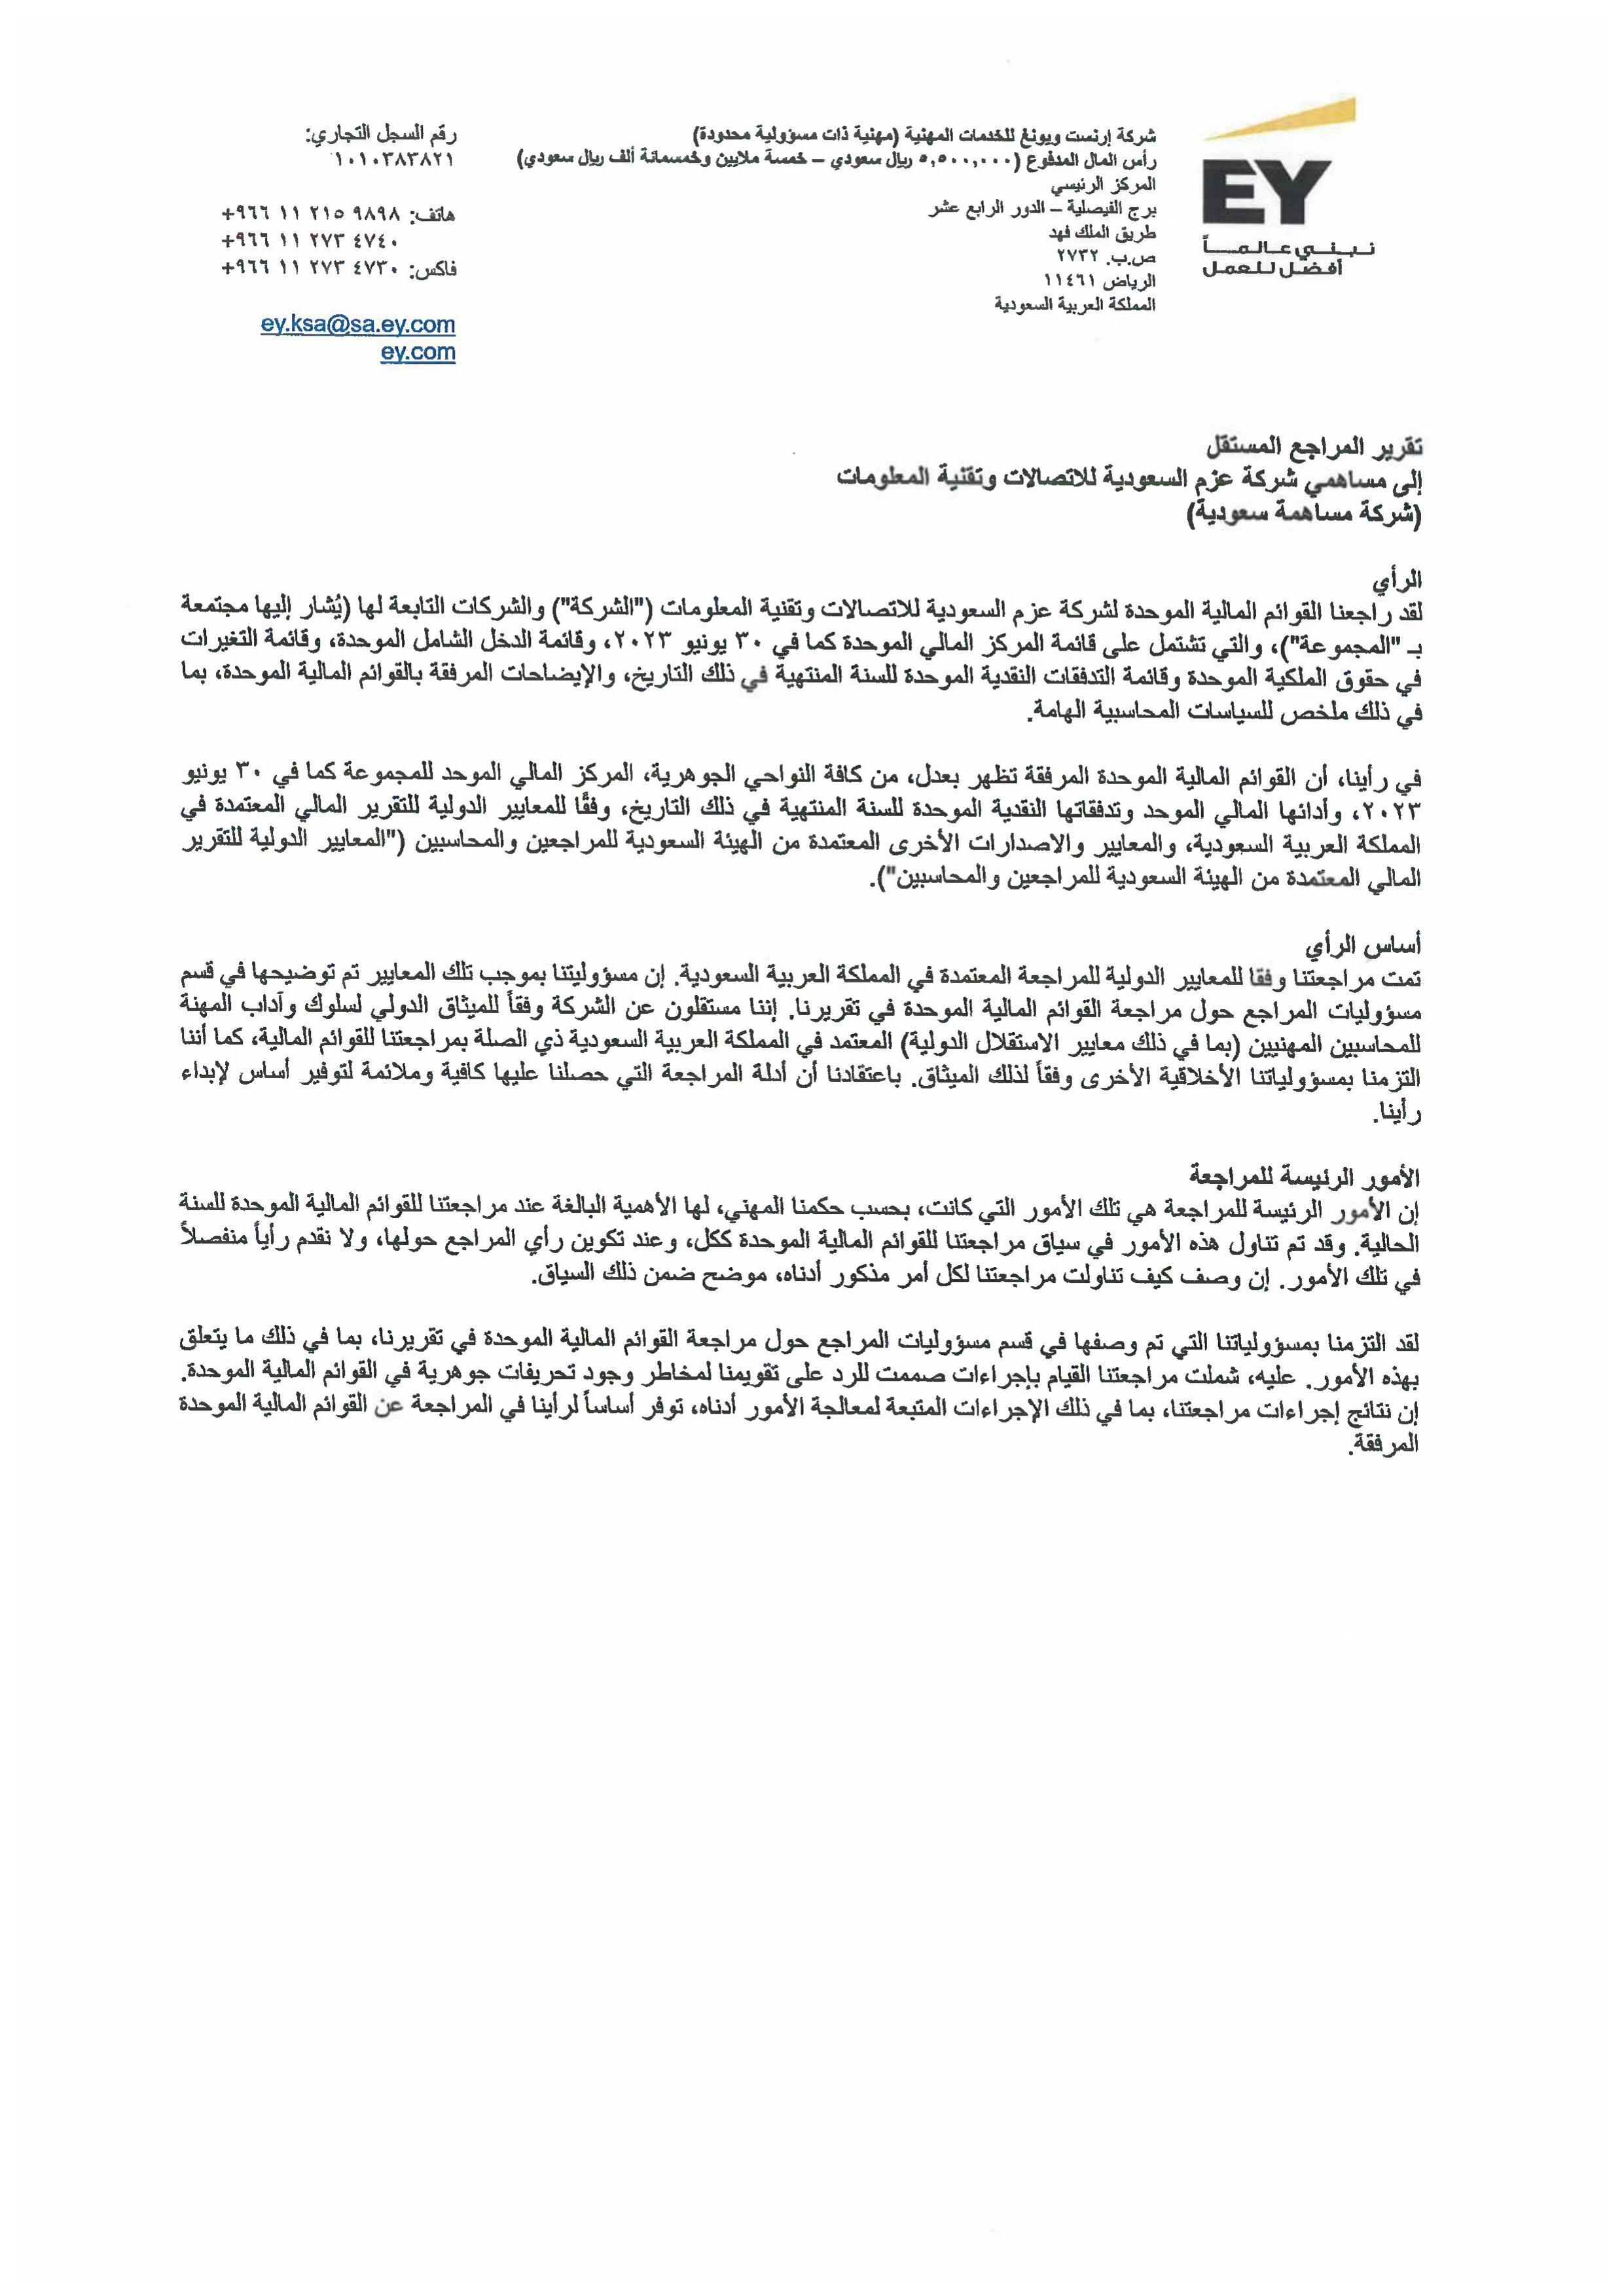 EY
نبني عالماً
أفضل للعمل
شركة إرنست ويونغ للخدمات المهنية (مهنية ذات مسؤولية محدودة)
رأس المال المدفوع (٥,٥٠٠,٠٠٠ ريال سعودي – خمسة ملايين وخمسمائة ألف ريال سعودي)
المركز الرئيسي
برج الفيصلية – الدور الرابع عشر
طريق الملك فهد
ص.ب. ٢٧٣٢
الرياض ١١٤٦١
المملكة العربية السعودية
رقم السجل التجاري:
١٠١٠٣٨٣٨٢١
هاتف: ٩٨٩٨ ٢١٥ ١١ ٩٦٦+
٤٧٤٠ ٢٧٣ ١١ ٩٦٦+
فاكس: ٤٧٣٠ ٢٧٣ ١١ ٩٦٦+
ey.ksa@sa.ey.com
ey.com
تقرير المراجع المستقل
إلى مساهمي شركة عزم السعودية للاتصالات وتقنية المعلومات
(شركة مساهمة سعودية)
الرأي
لقد راجعنا القوائم المالية الموحدة لشركة عزم السعودية للاتصالات وتقنية المعلومات ("الشركة") والشركات التابعة لها (يُشار إليها مجتمعة
بـ "المجموعة")، والتي تشتمل على قائمة المركز المالي الموحدة كما في ٣٠ يونيو ٢٠٢٣، وقائمة الدخل الشامل الموحدة، وقائمة التغيرات
في حقوق الملكية الموحدة وقائمة التدفقات النقدية الموحدة للسنة المنتهية في ذلك التاريخ، والإيضاحات المرفقة بالقوائم المالية الموحدة، بما
في ذلك ملخص للسياسات المحاسبية الهامة.
في رأينا، أن القوائم المالية الموحدة المرفقة تظهر بعدل، من كافة النواحي الجوهرية، المركز المالي الموحد للمجموعة كما في ٣٠ يونيو
٢٠٢٣، وأدائها المالي الموحد وتدفقاتها النقدية الموحدة للسنة المنتهية في ذلك التاريخ، وفقًا للمعايير الدولية للتقرير المالي المعتمدة في
المملكة العربية السعودية، والمعايير والاصدارات الأخرى المعتمدة من الهيئة السعودية للمراجعين والمحاسبين ("المعايير الدولية للتقرير
المالي المعتمدة من الهيئة السعودية للمراجعين والمحاسبين").
أساس الرأي
تمت مراجعتنا وفقا للمعايير الدولية للمراجعة المعتمدة في المملكة العربية السعودية. إن مسؤوليتنا بموجب تلك المعايير تم توضيحها في قسم
مسؤوليات المراجع حول مراجعة القوائم المالية الموحدة في تقريرنا. إننا مستقلون عن الشركة وفقاً للميثاق الدولي لسلوك وآداب المهنة
للمحاسبين المهنيين (بما في ذلك معايير الاستقلال الدولية) المعتمد في المملكة العربية السعودية ذي الصلة بمراجعتنا للقوائم المالية، كما أننا
التزمنا بمسؤولياتنا الأخلاقية الأخرى وفقاً لذلك الميثاق. باعتقادنا أن أدلة المراجعة التي حصلنا عليها كافية وملائمة لتوفير أساس لإبداء
رأينا.
الأمور الرئيسة للمراجعة
إن الأمور الرئيسة للمراجعة هي تلك الأمور التي كانت، بحسب حكمنا المهني، لها الأهمية البالغة عند مراجعتنا للقوائم المالية الموحدة للسنة
الحالية. وقد تم تناول هذه الأمور في سياق مراجعتنا للقوائم المالية الموحدة ككل، وعند تكوين رأي المراجع حولها، ولا نقدم رأياً منفصلاً
في تلك الأمور. إن وصف كيف تناولت مراجعتنا لكل أمر مذكور أدناه، موضح ضمن ذلك السياق.
لقد التزمنا بمسؤولياتنا التي تم وصفها في قسم مسؤوليات المراجع حول مراجعة القوائم المالية الموحدة في تقريرنا، بما في ذلك ما يتعلق
بهذه الأمور. عليه، شملت مراجعتنا القيام بإجراءات صممت للرد على تقويمنا لمخاطر وجود تحريفات جوهرية في القوائم المالية الموحدة.
إن نتائج إجراءات مراجعتنا، بما في ذلك الإجراءات المتبعة لمعالجة الأمور أدناه، توفر أساساً لرأينا في المراجعة عن القوائم المالية الموحدة
المرفقة.